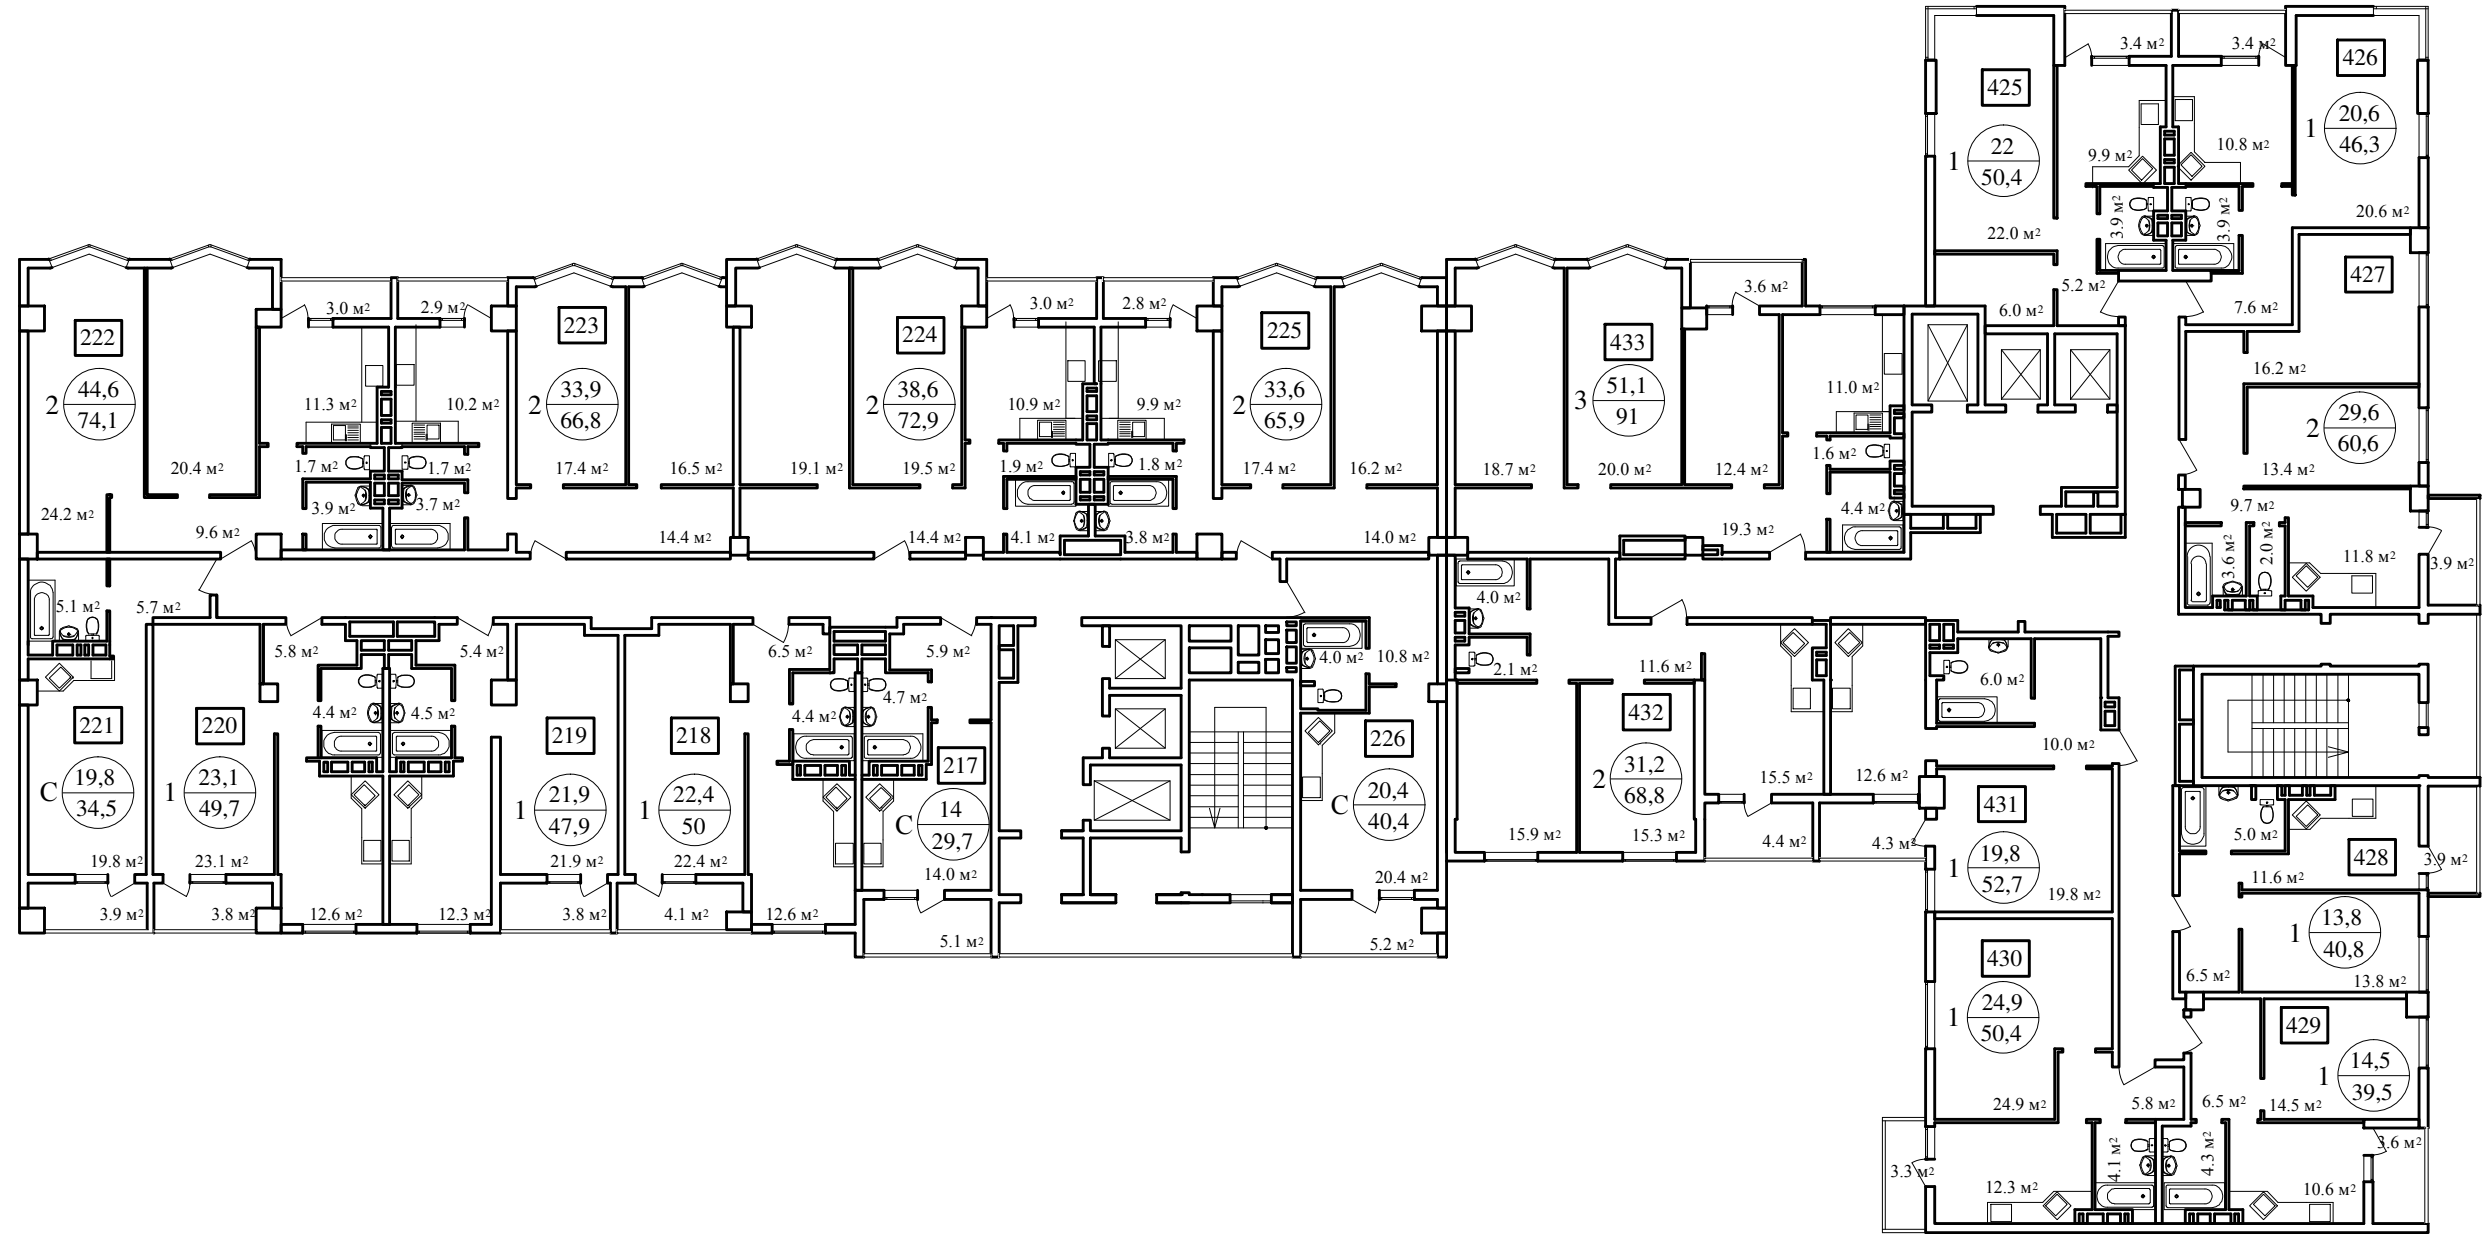 222
2
44,6
74,1
20.4 м²
24.2 м²
9.6 м²
3.0 м²
11.3 м²
1.7 м²
3.9 м²
2.9 м²
10.2 м²
1.7 м²
3.7 м²
223
2
33,9
66,8
17.4 м²
16.5 м²
14.4 м²
224
2
38,6
72,9
19.1 м²
19.5 м²
14.4 м²
3.0 м²
10.9 м²
1.9 м²
4.1 м²
2.8 м²
9.9 м²
1.8 м²
3.8 м²
225
2
33,6
65,9
17.4 м²
16.2 м²
14.0 м²
433
3
51,1
91
18.7 м²
20.0 м²
12.4 м²
3.6 м²
11.0 м²
1.6 м²
4.4 м²
19.3 м²
425
1
22
50,4
22.0 м²
6.0 м²
3.4 м²
9.9 м²
3.9 м²
5.2 м²
426
1
20,6
46,3
3.4 м²
10.8 м²
3.9 м²
20.6 м²
7.6 м²
427
2
29,6
60,6
16.2 м²
13.4 м²
9.7 м²
3.6 м²
2.0 м²
11.8 м²
3.9 м²
221
С
19,8
34,5
5.1 м²
5.7 м²
19.8 м²
3.9 м²
220
1
23,1
49,7
5.8 м²
4.4 м²
23.1 м²
3.8 м²
12.6 м²
219
1
21,9
47,9
5.4 м²
4.5 м²
21.9 м²
12.3 м²
3.8 м²
218
1
22,4
50
6.5 м²
4.4 м²
22.4 м²
4.1 м²
12.6 м²
217
С
14
29,7
5.9 м²
4.7 м²
14.0 м²
5.1 м²
226
С
20,4
40,4
4.0 м²
10.8 м²
20.4 м²
5.2 м²
432
2
31,2
68,8
4.0 м²
2.1 м²
11.6 м²
15.9 м²
15.3 м²
15.5 м²
4.4 м²
431
1
19,8
52,7
6.0 м²
10.0 м²
12.6 м²
4.3 м²
19.8 м²
428
1
13,8
40,8
5.0 м²
11.6 м²
3.9 м²
6.5 м²
13.8 м²
430
1
24,9
50,4
24.9 м²
5.8 м²
3.3 м²
12.3 м²
4.1 м²
429
1
14,5
39,5
6.5 м²
14.5 м²
4.3 м²
10.6 м²
3.6 м²